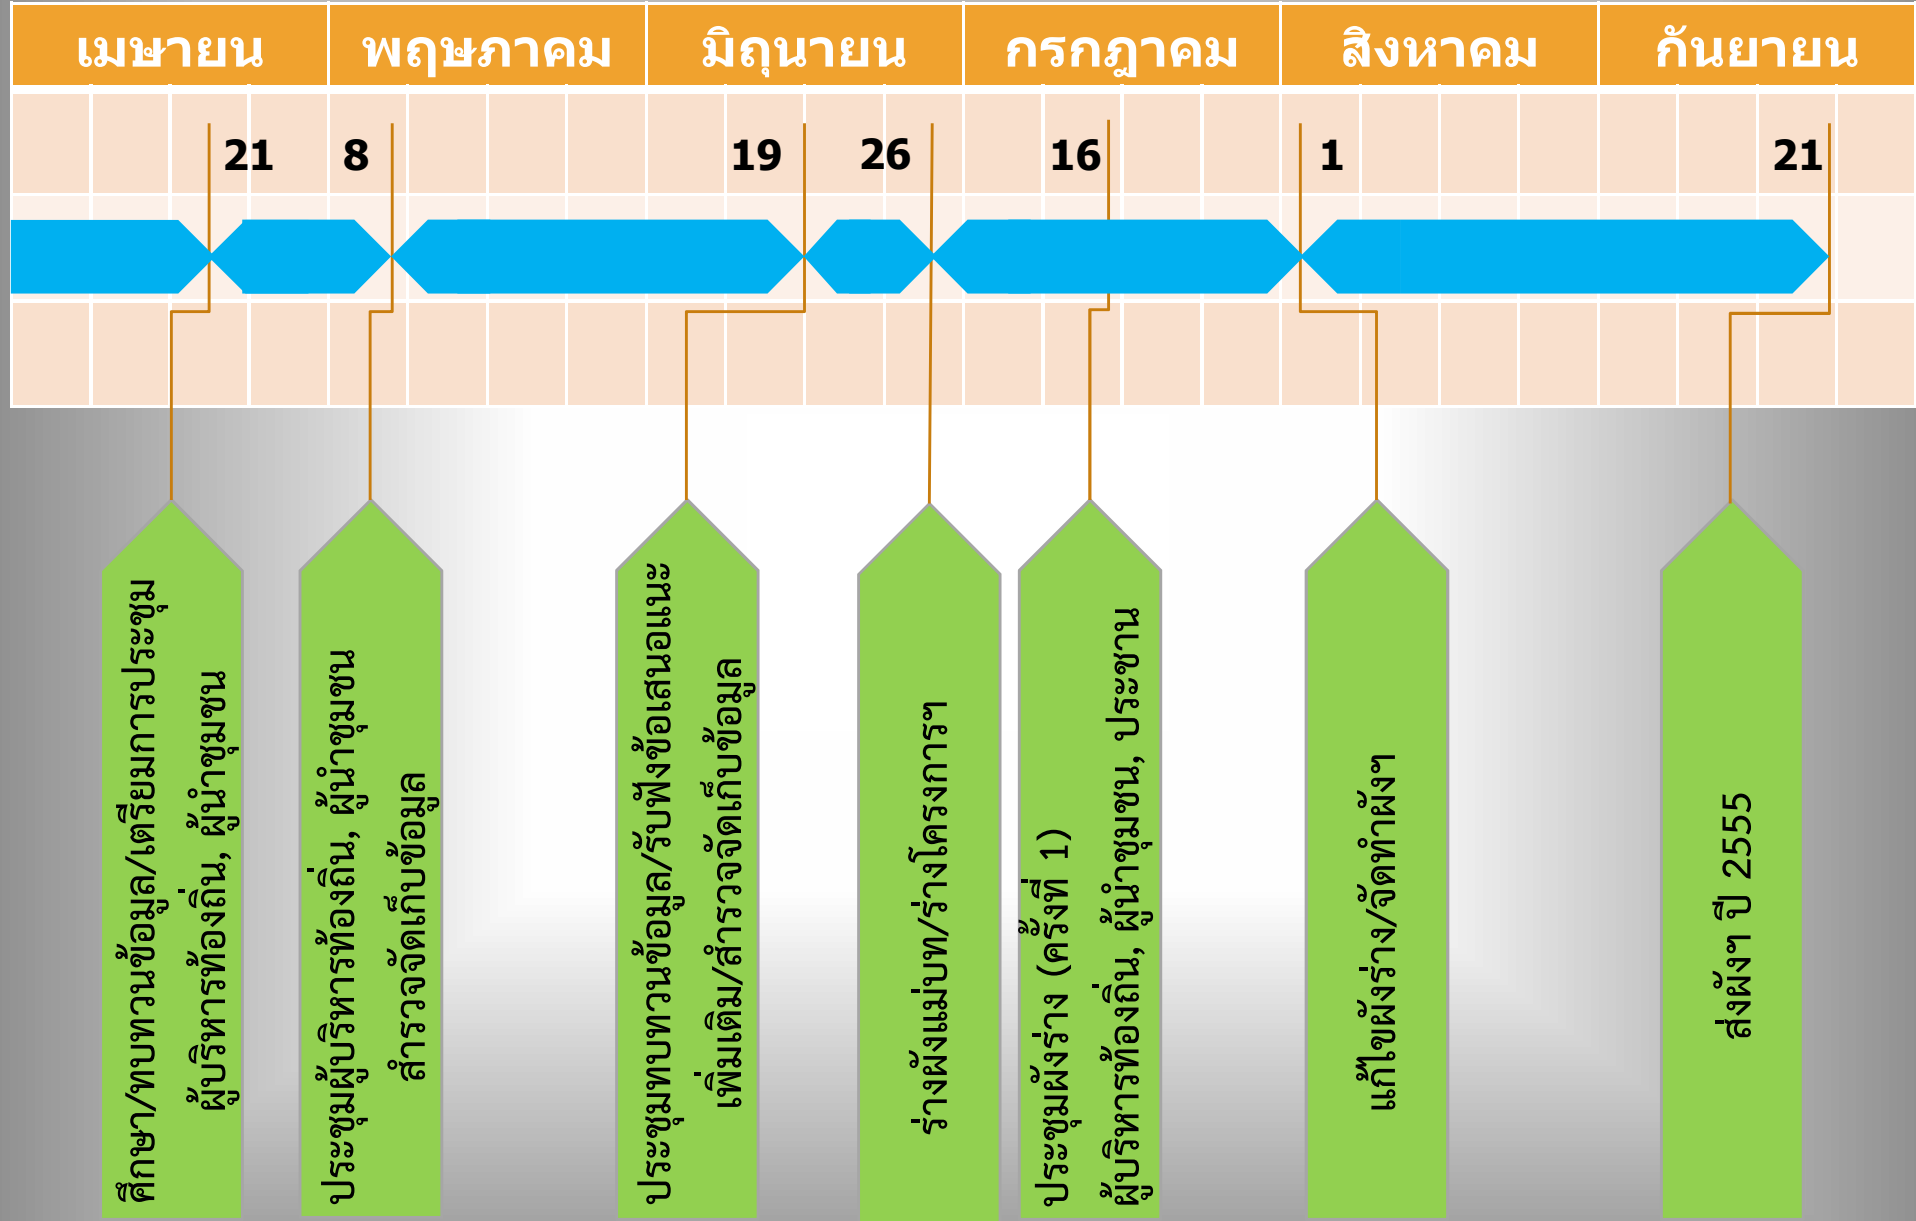 เมษายน
พฤษภาคม
มิถุนายน
กรกฎาคม
สิงหาคม
กันยายน
21
8
19
26
16
1
21
ศึกษา/ทบทวนข้อมูล/เตรียมการประชุม
ผู้บริหารท้องถิ่น, ผู้นำชุมชน
ประชุมผู้บริหารท้องถิ่น, ผู้นำชุมชน
สำรวจจัดเก็บข้อมูล
ประชุมทบทวนข้อมูล/รับฟังข้อเสนอแนะ
เพิ่มเติม/สำรวจจัดเก็บข้อมูล
ร่างผังแม่บท/ร่างโครงการฯ
ประชุมผังร่าง (ครั้งที่ 1)
ผู้บริหารท้องถิ่น, ผู้นำชุมชน, ประชาน
แก้ไขผังร่าง/จัดทำผังฯ
ส่งผังฯ ปี 2555